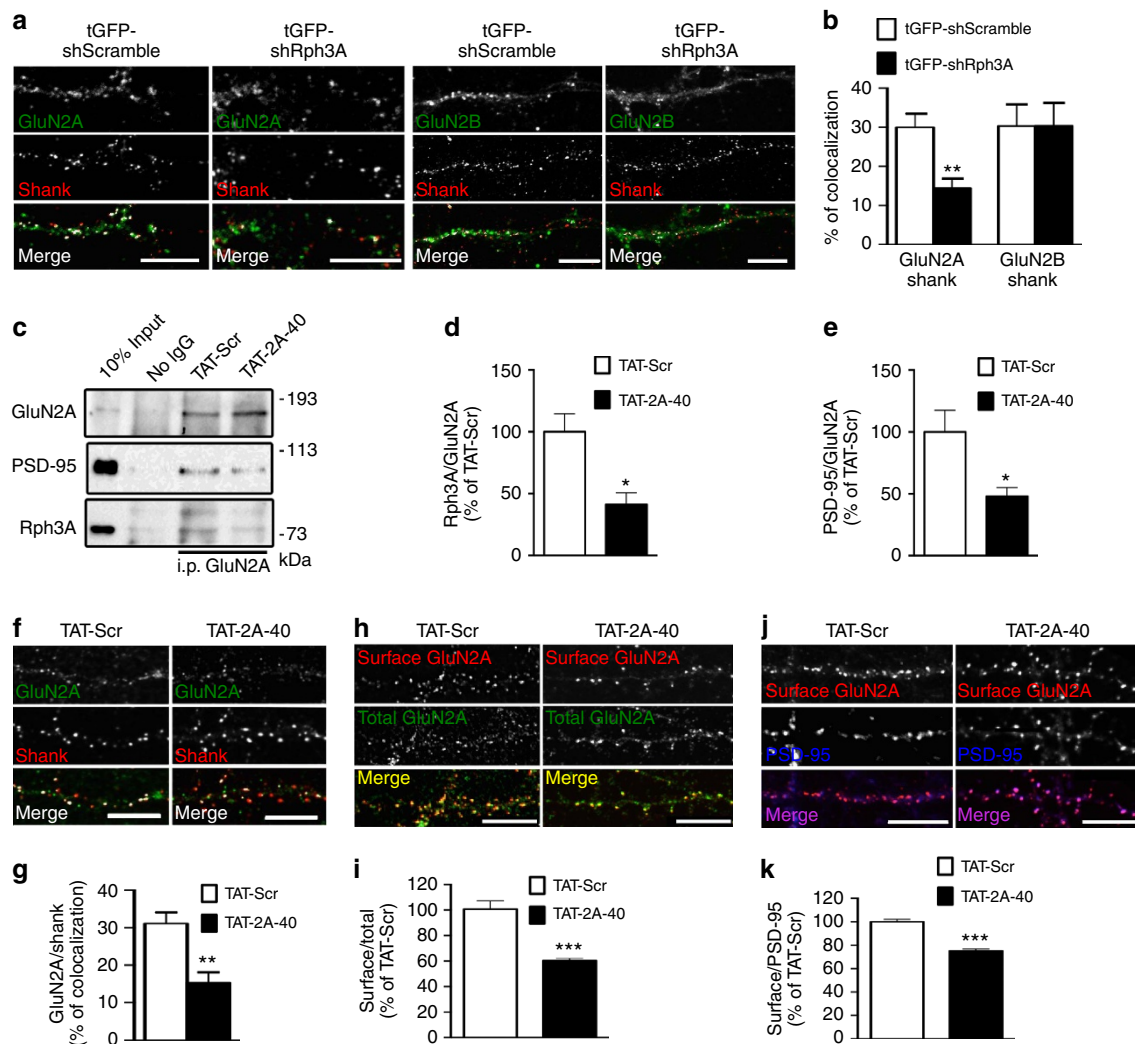 a
tGFP-
shScramble
tGFP-
shRph3A
tGFP-
shScramble
tGFP-
shRph3A
GluN2A
GluN2A
GluN2B
GluN2B
Shank
Shank
Shank
Shank
Merge
Merge
Merge
Merge
b
tGFP-shScramble
tGFP-shRph3A
% of colocalization
40
30
20
10
0
**
GluN2A
shank
GluN2B
shank
c
10% Input
No IgG
TAT-Scr
TAT-2A-40
GluN2A
PSD-95
Rph3A
-193
-113
-73
kDa
i.p. GluN2A
d
TAT-Scr
TAT-2A-40
Rph3A/GluN2A
(% of TAT-Scr)
150
100
50
0
*
e
TAT-Scr
TAT-2A-40
PSD-95/GluN2A
(% of TAT-Scr)
150
100
50
0
*
f
TAT-Scr
TAT-2A-40
GluN2A
GluN2A
Shank
Shank
Merge
Merge
h
TAT-Scr
TAT-2A-40
Surface GluN2A
Surface GluN2A
Total GluN2A
Total GluN2A
Merge
Merge
j
TAT-Scr
TAT-2A-40
Surface GluN2A
Surface GluN2A
PSD-95
PSD-95
Merge
Merge
g
TAT-Scr
TAT-2A-40
GluN2A/shank
(% of colocalization)
40
30
20
10
0
**
i
TAT-Scr
TAT-2A-40
Surface/total
(% of TAT-Scr)
120
100
80
60
40
20
0
***
k
TAT-Scr
TAT-2A-40
Surface/PSD-95
(% of TAT-Scr)
120
100
80
60
40
20
0
***